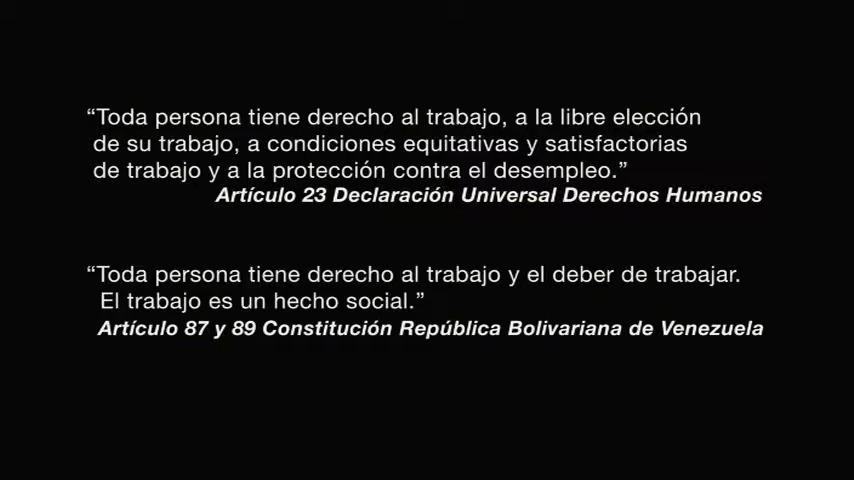 “Toda persona tiene derecho al trabajo, a la libre elección
de su trabajo, a condiciones equitativas y satisfactorias
de trabajo y a la protección contra el desempleo.”
Artículo 23 Declaración Universal Derechos Humanos
“Toda persona tiene derecho al trabajo y el deber de trabajar.
El trabajo es un hecho social.”
Artículo 87 y 89 Constitución República Bolivariana de Venezuela